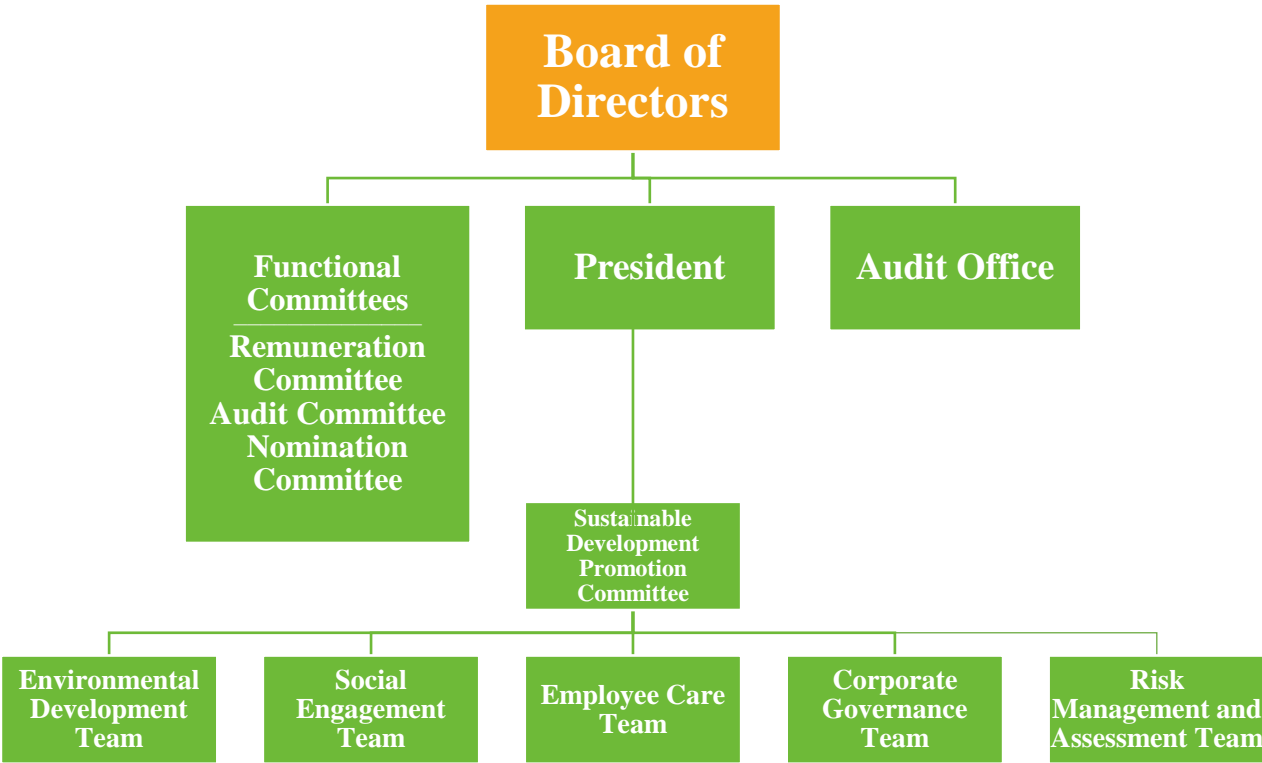 Board of
Directors
Functional
Committees
Remuneration
Committee
Audit Committee
Nomination
Committee
President
Audit Office
Sustainable
Development
Promotion
Committee
Environmental
Development
Team
Social
Engagement
Team
Employee Care
Team
Corporate
Governance
Team
Risk
Management and
Assessment Team